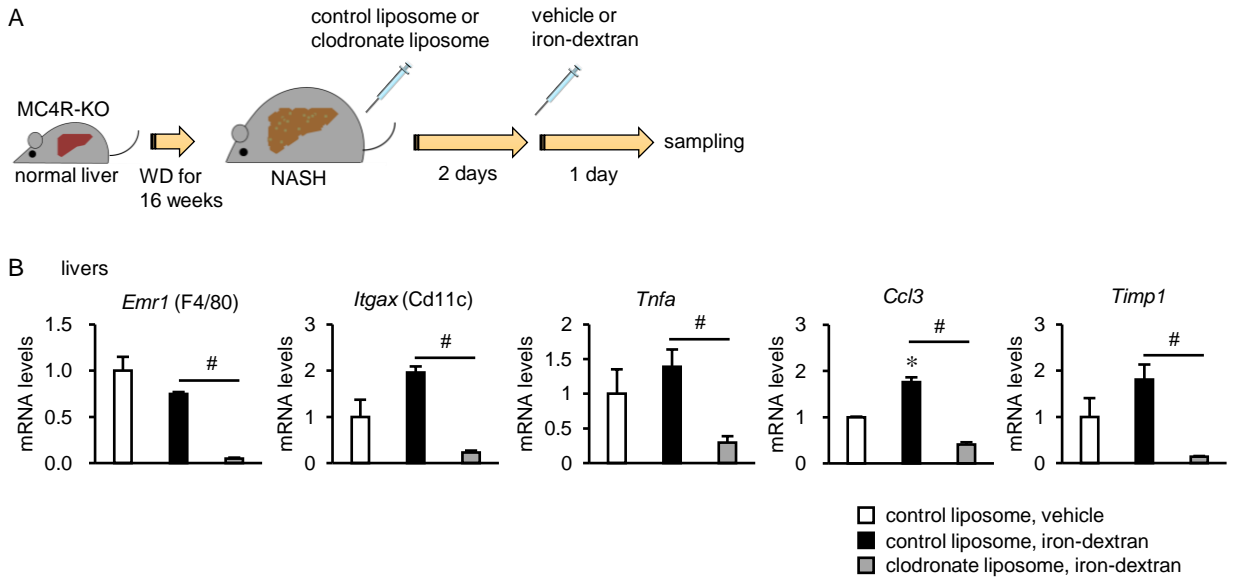 A
control liposome or
clodronate liposome
vehicle or
iron-dextran
MC4R-KO
normal liver
WD for
16 weeks
NASH
2 days
1 day
sampling
B livers
Emr1 (F4/80)
mRNA levels
1.5
1.0
0.5
0.0
#
Itgax (Cd11c)
mRNA levels
3
2
1
0
#
Tnfa
mRNA levels
2
1.5
1
0.5
0
#
Ccl3
mRNA levels
3
2
1
0
*
#
Timp1
mRNA levels
3
2
1
0
#
control liposome, vehicle
control liposome, iron-dextran
clodronate liposome, iron-dextran